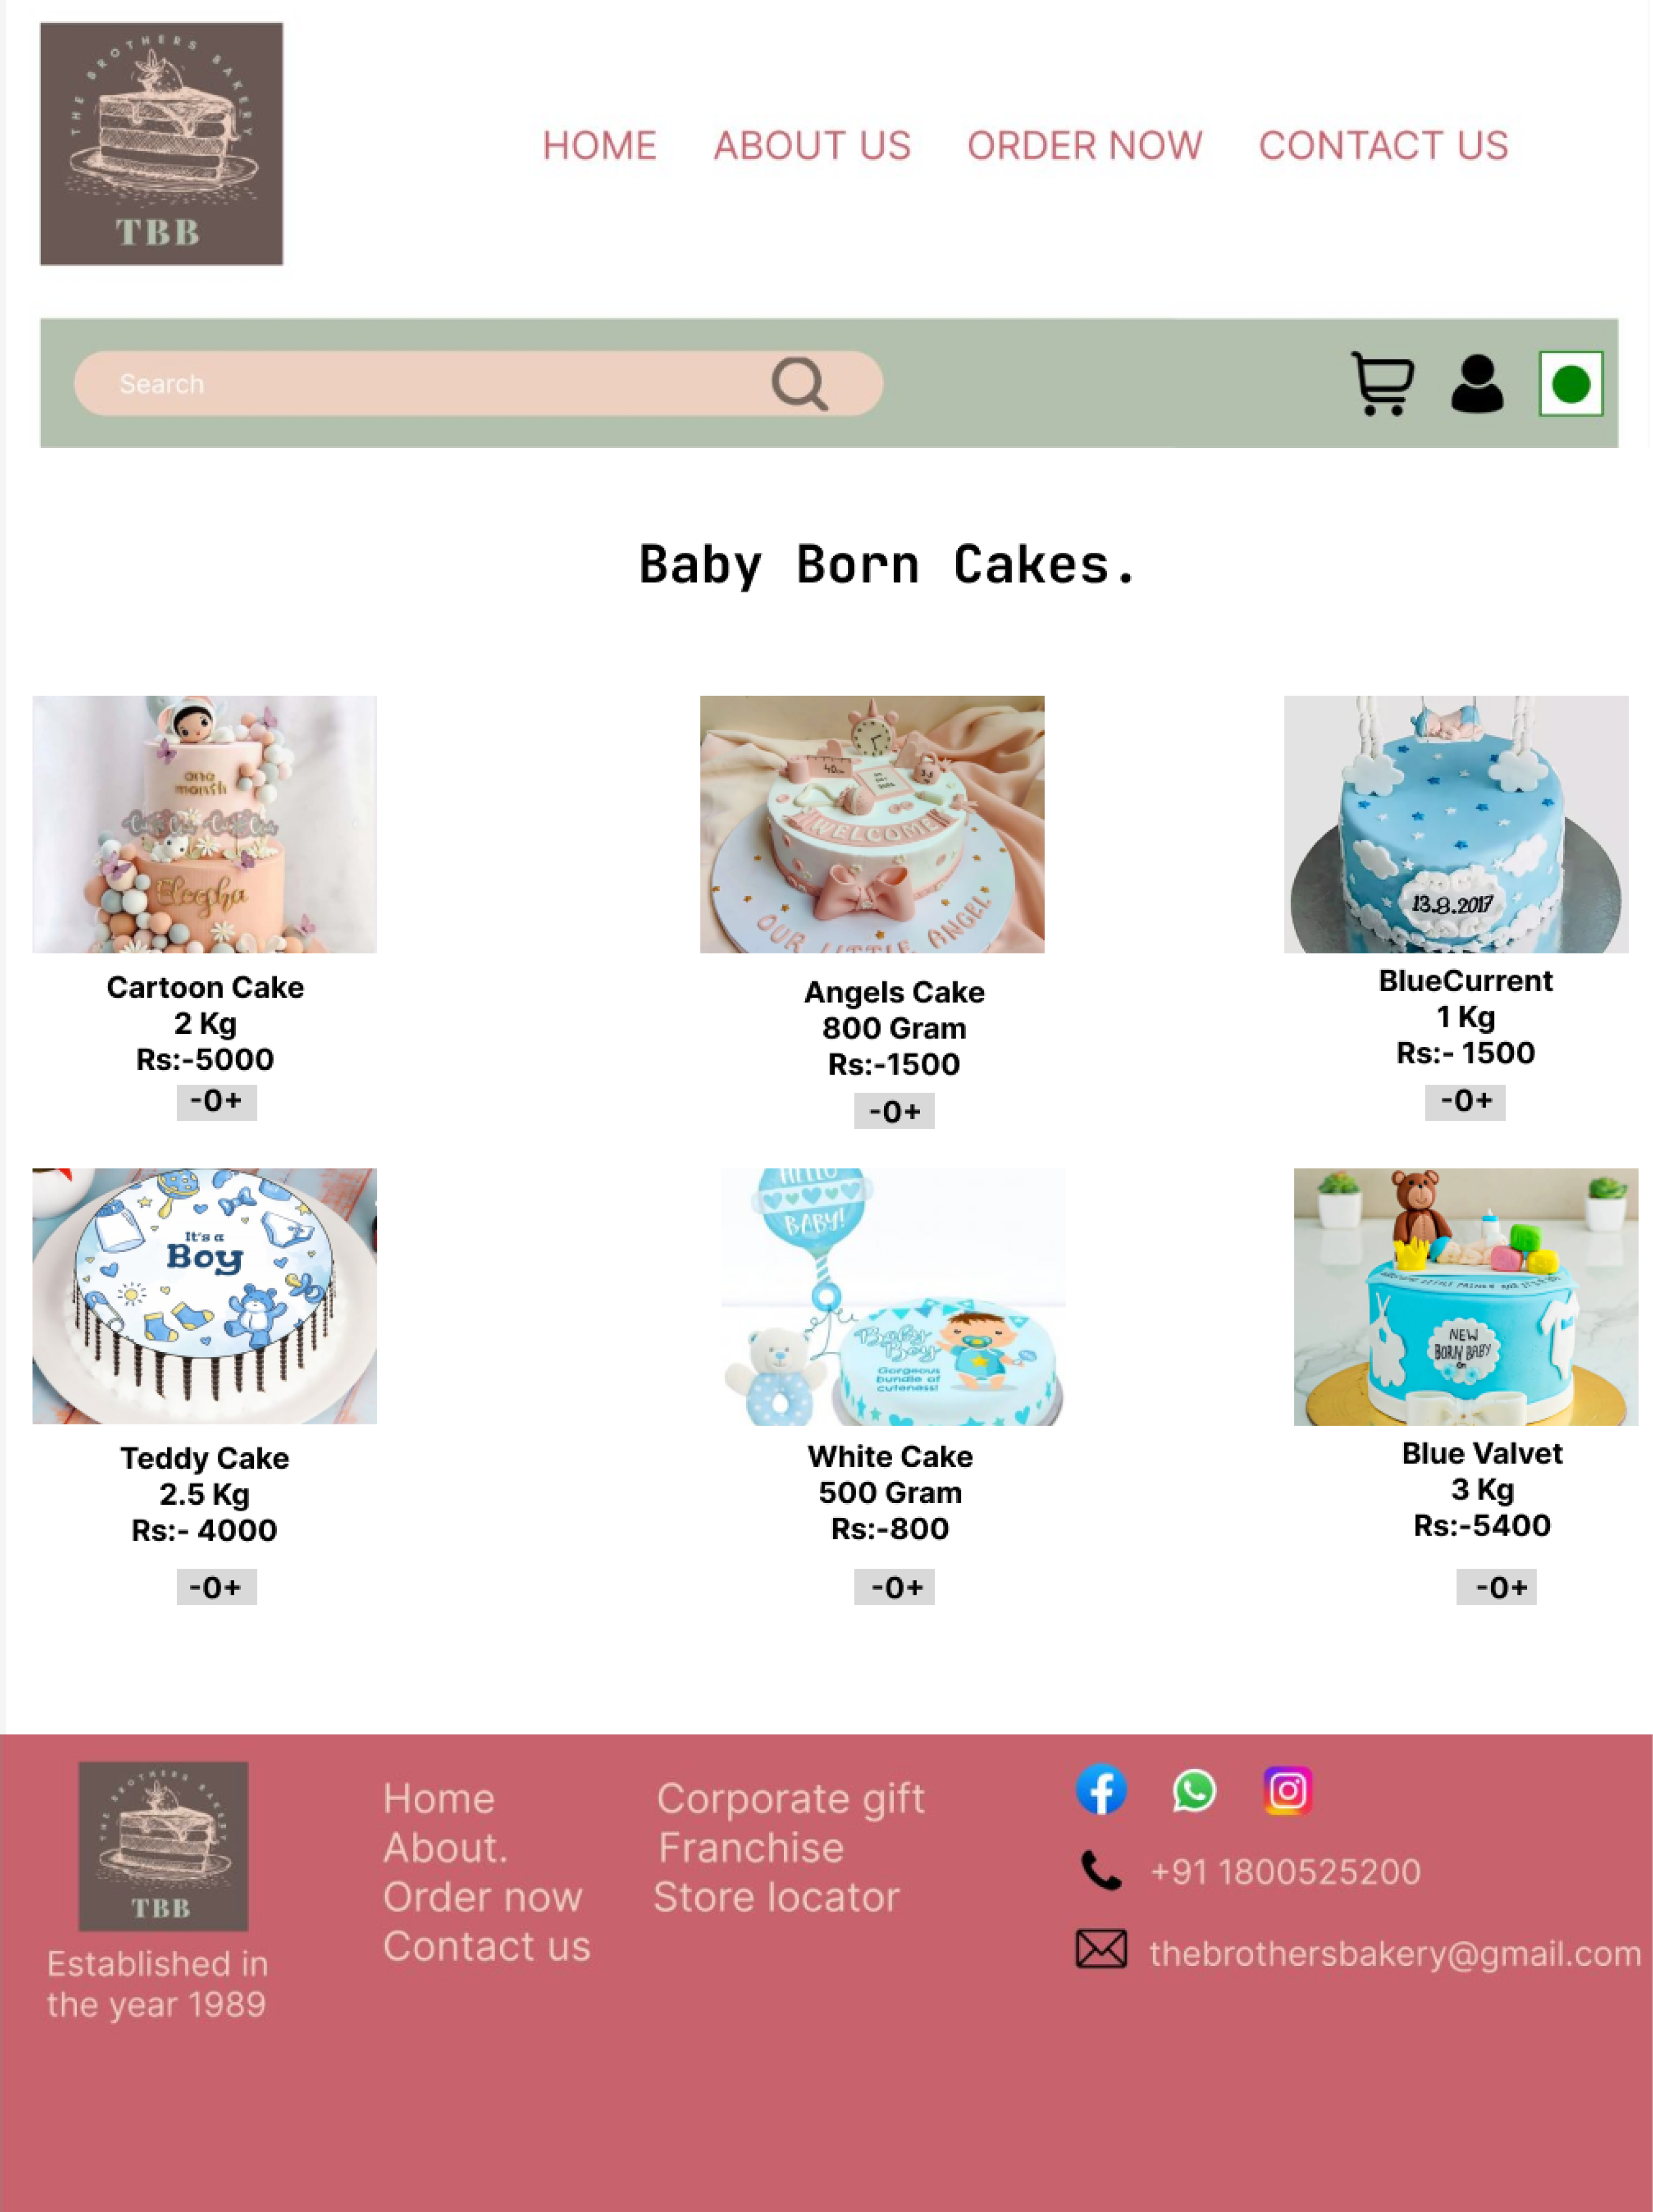 THE BROTHERS BAKERY
TBB
HOME ABOUT US ORDER NOW CONTACT US
Search
Baby Born Cakes.
one
month
Eleesha
40cm
3.5
WELCOME
OUR LITTLE ANGEL
13.8.2017
Cartoon Cake
2 Kg
Rs:-5000
-0+
Angels Cake
800 Gram
Rs:-1500
-0+
BlueCurrent
1 Kg
Rs:- 1500
-0+
It's a
Boy
HELLO
BABY!
Baby
Boy
Gorgeous
bundle of
cuteness!
NEW
BORN BABY
on
Teddy Cake
2.5 Kg
Rs:- 4000
-0+
White Cake
500 Gram
Rs:-800
-0+
Blue Valvet
3 Kg
Rs:-5400
-0+
THE BROTHERS BAKERY
TBB
Established in
the year 1989
Home
About.
Order now
Contact us
Corporate gift
Franchise
Store locator
+91 1800525200
thebrothersbakery@gmail.com